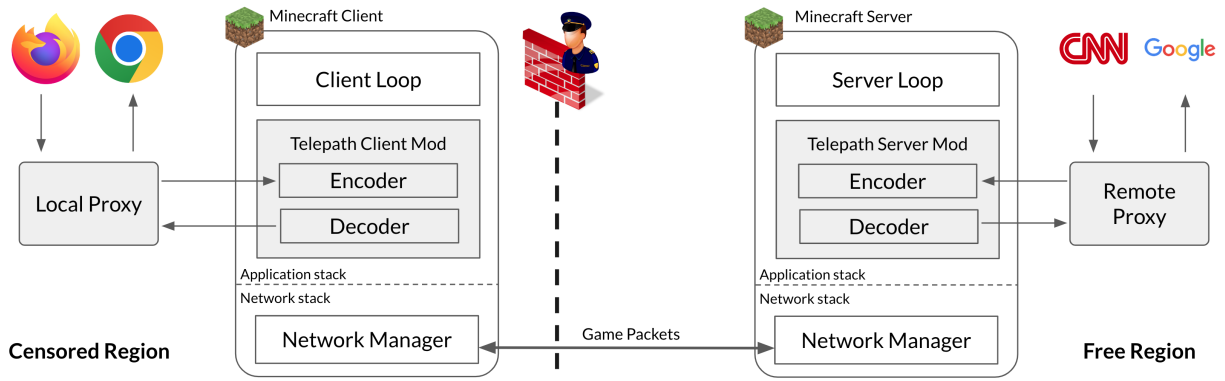 Minecraft Client
Client Loop
Telepath Client Mod
Encoder
Decoder
Local Proxy
Application stack
Network stack
Network Manager
Censored Region
Game Packets
Minecraft Server
Server Loop
Telepath Server Mod
Encoder
Decoder
Application stack
Network stack
Network Manager
CNN
Google
Remote
Proxy
Free Region